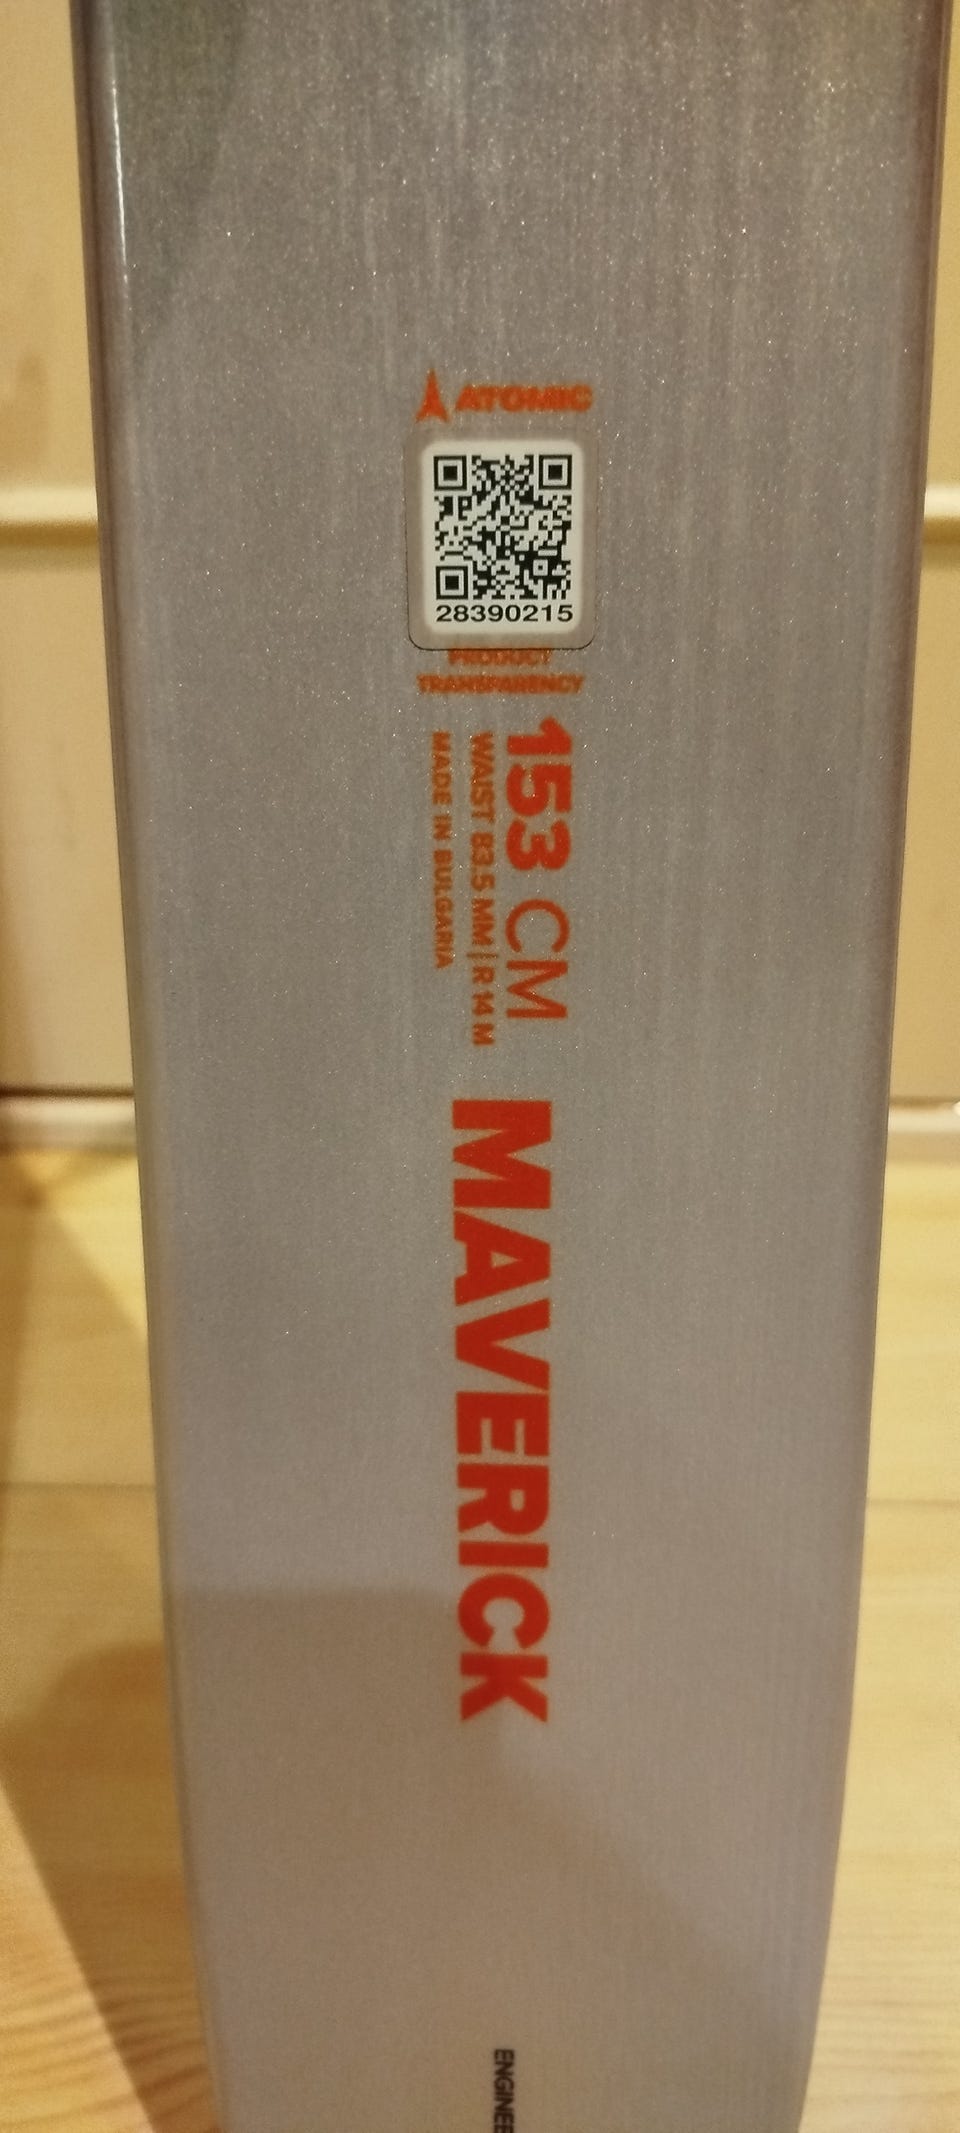 ATOMIC
28390215
PRODUCT
TRANSPARENCY
153 CM
WAIST 83.5 MM | R 14 M
MADE IN BULGARIA
MAVERICK